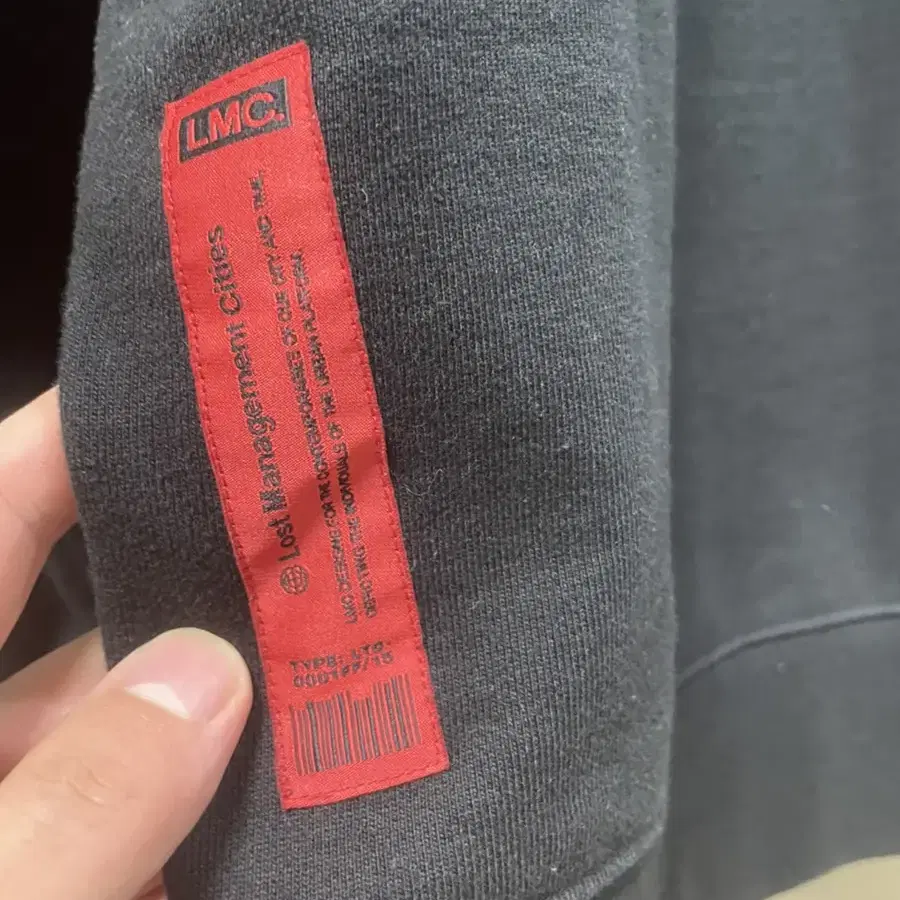 LMC.
Lost Management Cities
LMC DESIGNS FOR THE CONTEMPORARIES OF OUR CITY AND TIME,
DEPICTING THE INDIVIDUALS OF THE URBAN PLATFORM.
TYPE: LTD.